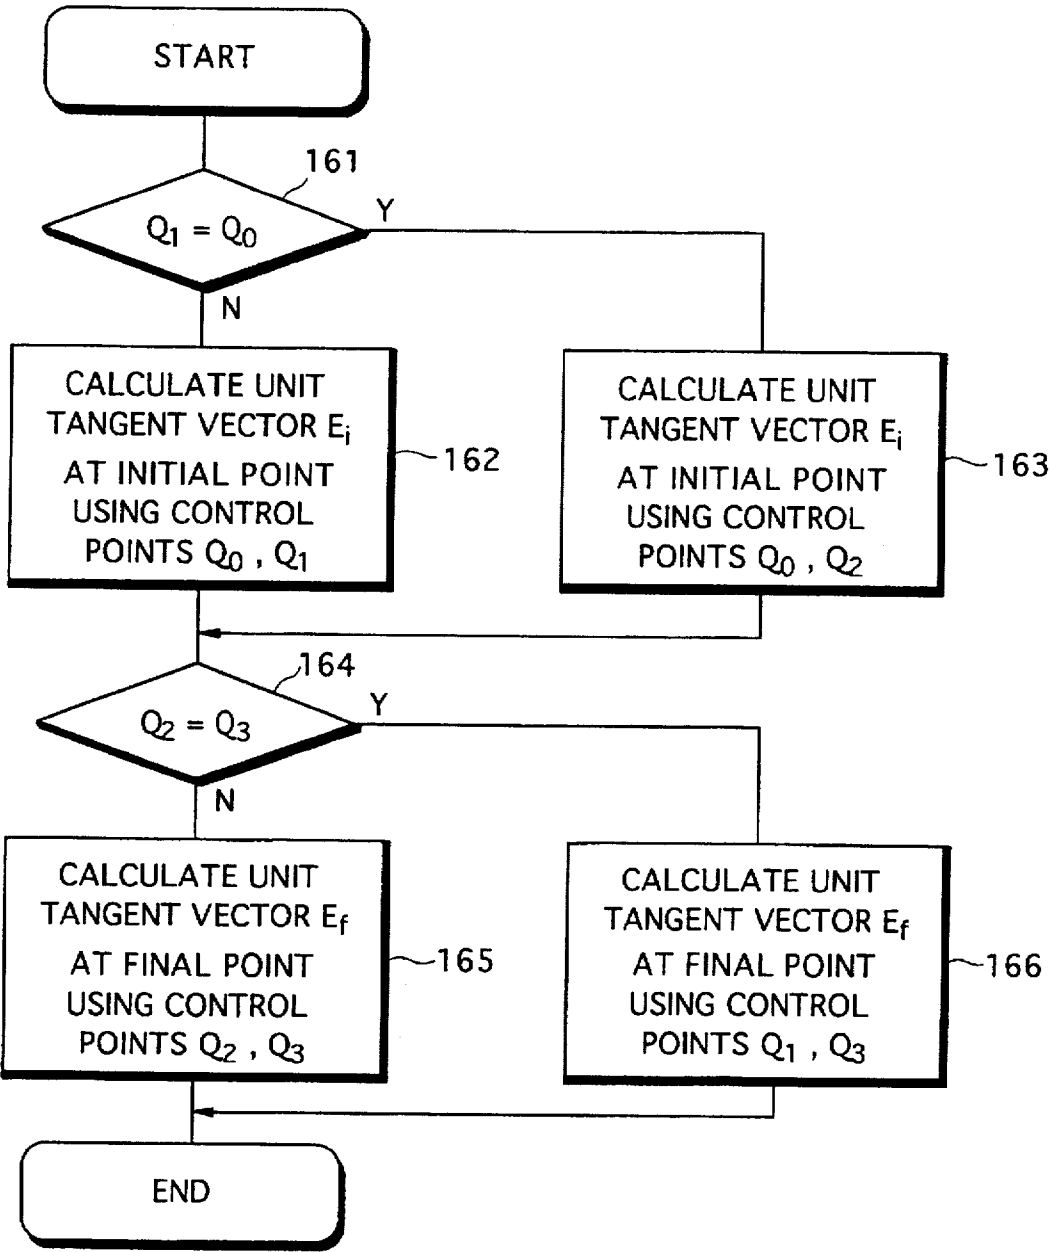 START
161
Q1 = Q0
Y
N
CALCULATE UNIT
TANGENT VECTOR Ei
AT INITIAL POINT
USING CONTROL
POINTS Q0 , Q1
162
CALCULATE UNIT
TANGENT VECTOR Ei
AT INITIAL POINT
USING CONTROL
POINTS Q0 , Q2
163
164
Q2 = Q3
Y
N
CALCULATE UNIT
TANGENT VECTOR Ef
AT FINAL POINT
USING CONTROL
POINTS Q2 , Q3
165
CALCULATE UNIT
TANGENT VECTOR Ef
AT FINAL POINT
USING CONTROL
POINTS Q1 , Q3
166
END